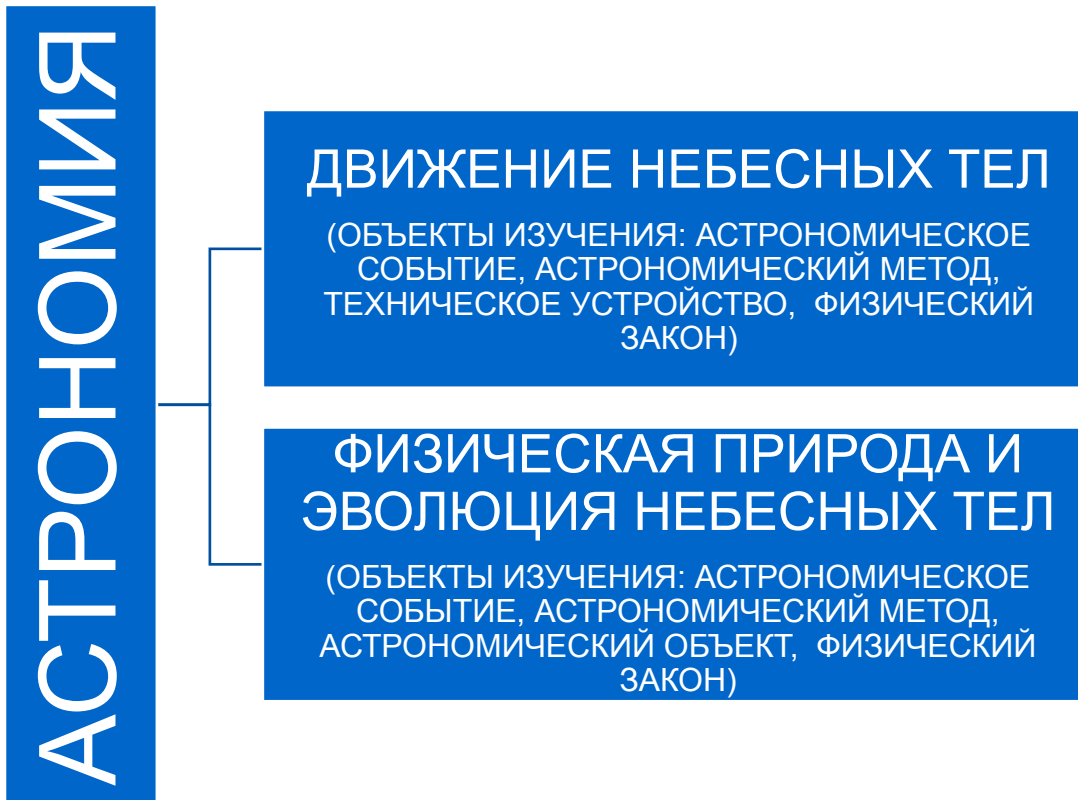 АСТРОНОМИЯ
ДВИЖЕНИЕ НЕБЕСНЫХ ТЕЛ
(ОБЪЕКТЫ ИЗУЧЕНИЯ: АСТРОНОМИЧЕСКОЕ
СОБЫТИЕ, АСТРОНОМИЧЕСКИЙ МЕТОД,
ТЕХНИЧЕСКОЕ УСТРОЙСТВО, ФИЗИЧЕСКИЙ
ЗАКОН)
ФИЗИЧЕСКАЯ ПРИРОДА И
ЭВОЛЮЦИЯ НЕБЕСНЫХ ТЕЛ
(ОБЪЕКТЫ ИЗУЧЕНИЯ: АСТРОНОМИЧЕСКОЕ
СОБЫТИЕ, АСТРОНОМИЧЕСКИЙ МЕТОД,
АСТРОНОМИЧЕСКИЙ ОБЪЕКТ, ФИЗИЧЕСКИЙ
ЗАКОН)